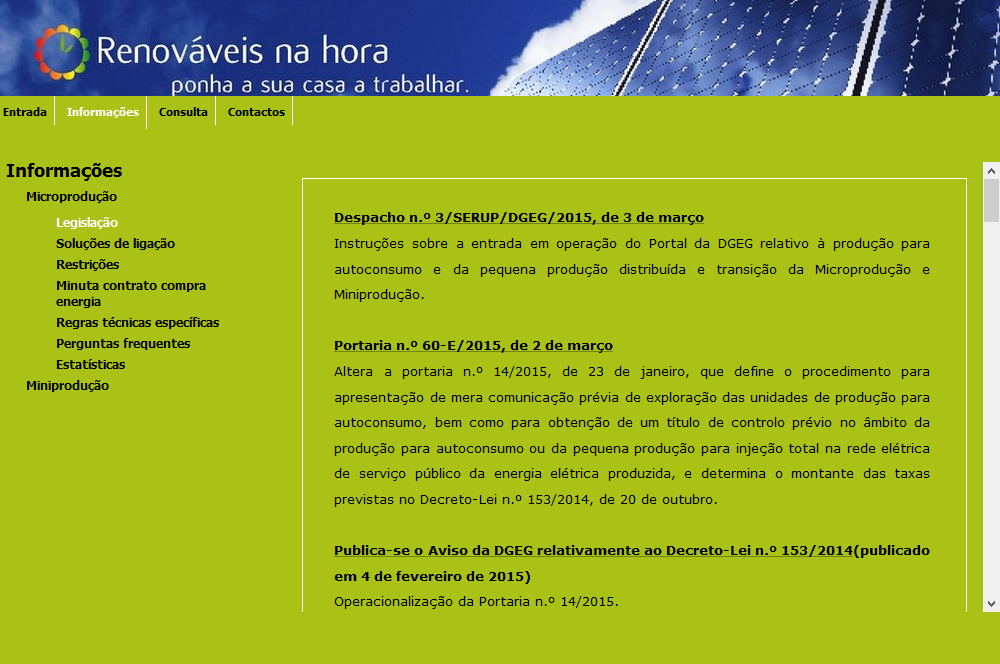 Renováveis na hora
ponha a sua casa a trabalhar.
Entrada
Informações
Consulta
Contactos
Informações
Microprodução
Legislação
Soluções de ligação
Restrições
Minuta contrato compra
energia
Regras técnicas específicas
Perguntas frequentes
Estatísticas
Miniprodução
Despacho n.º 3/SERUP/DGEG/2015, de 3 de março
Instruções sobre a entrada em operação do Portal da DGEG relativo à produção para
autoconsumo e da pequena produção distribuída e transição da Microprodução e
Miniprodução.
Portaria n.º 60-E/2015, de 2 de março
Altera a portaria n.º 14/2015, de 23 de janeiro, que define o procedimento para
apresentação de mera comunicação prévia de exploração das unidades de produção para
autoconsumo, bem como para obtenção de um título de controlo prévio no âmbito da
produção para autoconsumo ou da pequena produção para injeção total na rede elétrica
de serviço público da energia elétrica produzida, e determina o montante das taxas
previstas no Decreto-Lei n.º 153/2014, de 20 de outubro.
Publica-se o Aviso da DGEG relativamente ao Decreto-Lei n.º 153/2014(publicado
em 4 de fevereiro de 2015)
Operacionalização da Portaria n.º 14/2015.